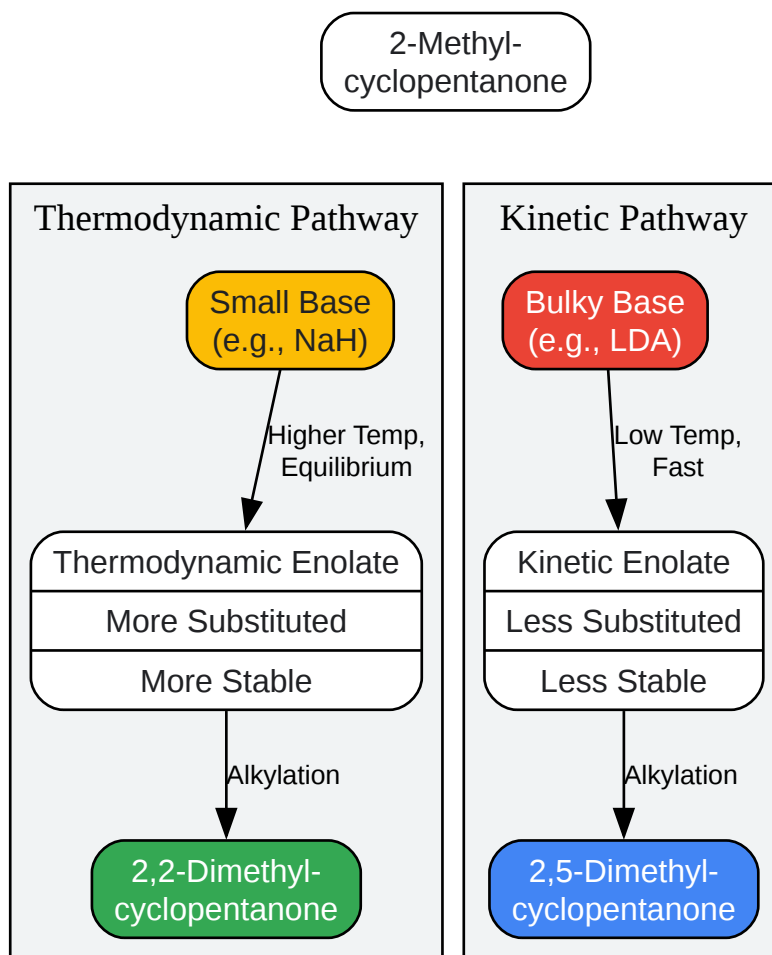 2-Methyl-
cyclopentanone
Thermodynamic Pathway
Small Base
(e.g., NaH)
Higher Temp,
Equilibrium
Thermodynamic Enolate
More Substituted
More Stable
Alkylation
2,2-Dimethyl-
cyclopentanone
Kinetic Pathway
Bulky Base
(e.g., LDA)
Low Temp,
Fast
Kinetic Enolate
Less Substituted
Less Stable
Alkylation
2,5-Dimethyl-
cyclopentanone